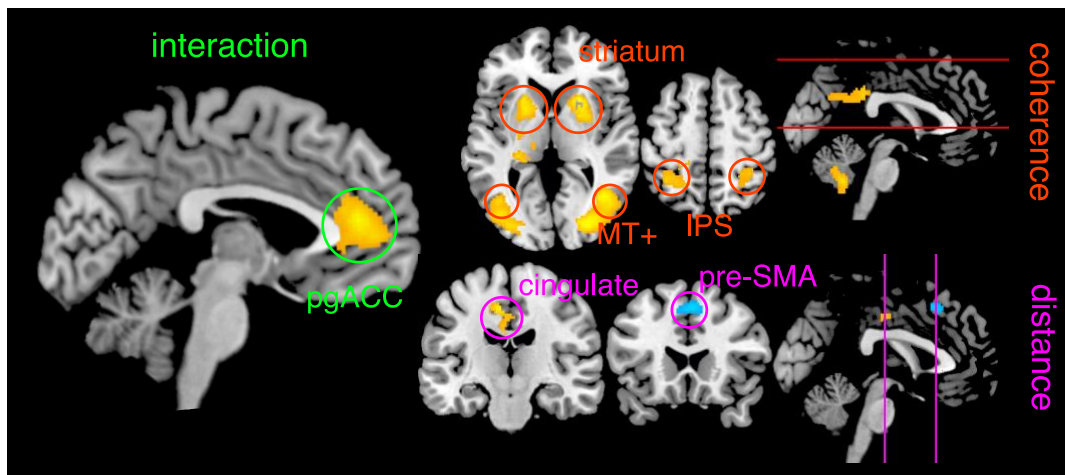 interaction
pgACC
striatum
MT+
IPS
coherence
cingulate
pre-SMA
distance